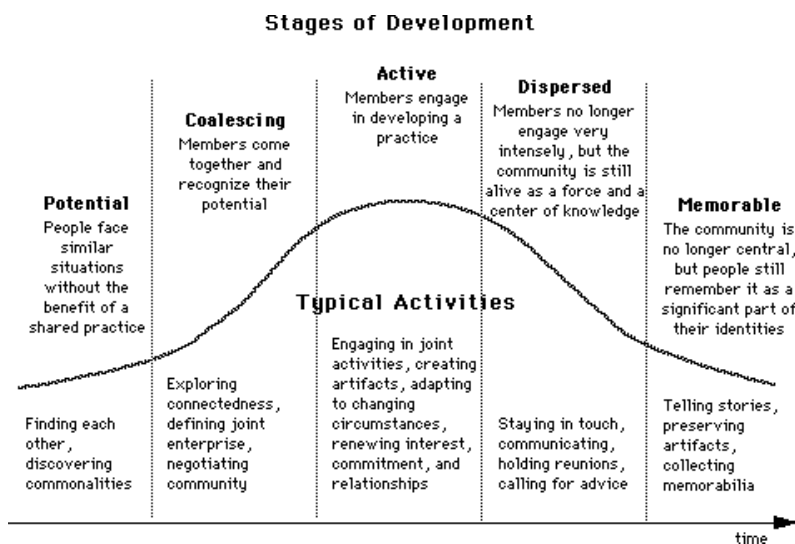 Stages of Development
Potential
People face
similar
situations
without the
benefit of a
shared practice
Coalescing
Members come
together and
recognize their
potential
Active
Members engage
in developing a
practice
Dispersed
Members no longer
engage very
intensely, but the
community is still
alive as a force and a
center of knowledge
Memorable
The community is
no longer central,
but people still
remember it as a
significant part of
their identities
Typical Activities
Finding each
other,
discovering
commonalities
Exploring
connectedness,
defining joint
enterprise,
negotiating
community
Engaging in joint
activities, creating
artifacts, adapting
to changing
circumstances,
renewing interest,
commitment, and
relationships
Staying in touch,
communicating,
holding reunions,
calling for advice
Telling stories,
preserving
artifacts,
collecting
memorabilia
time